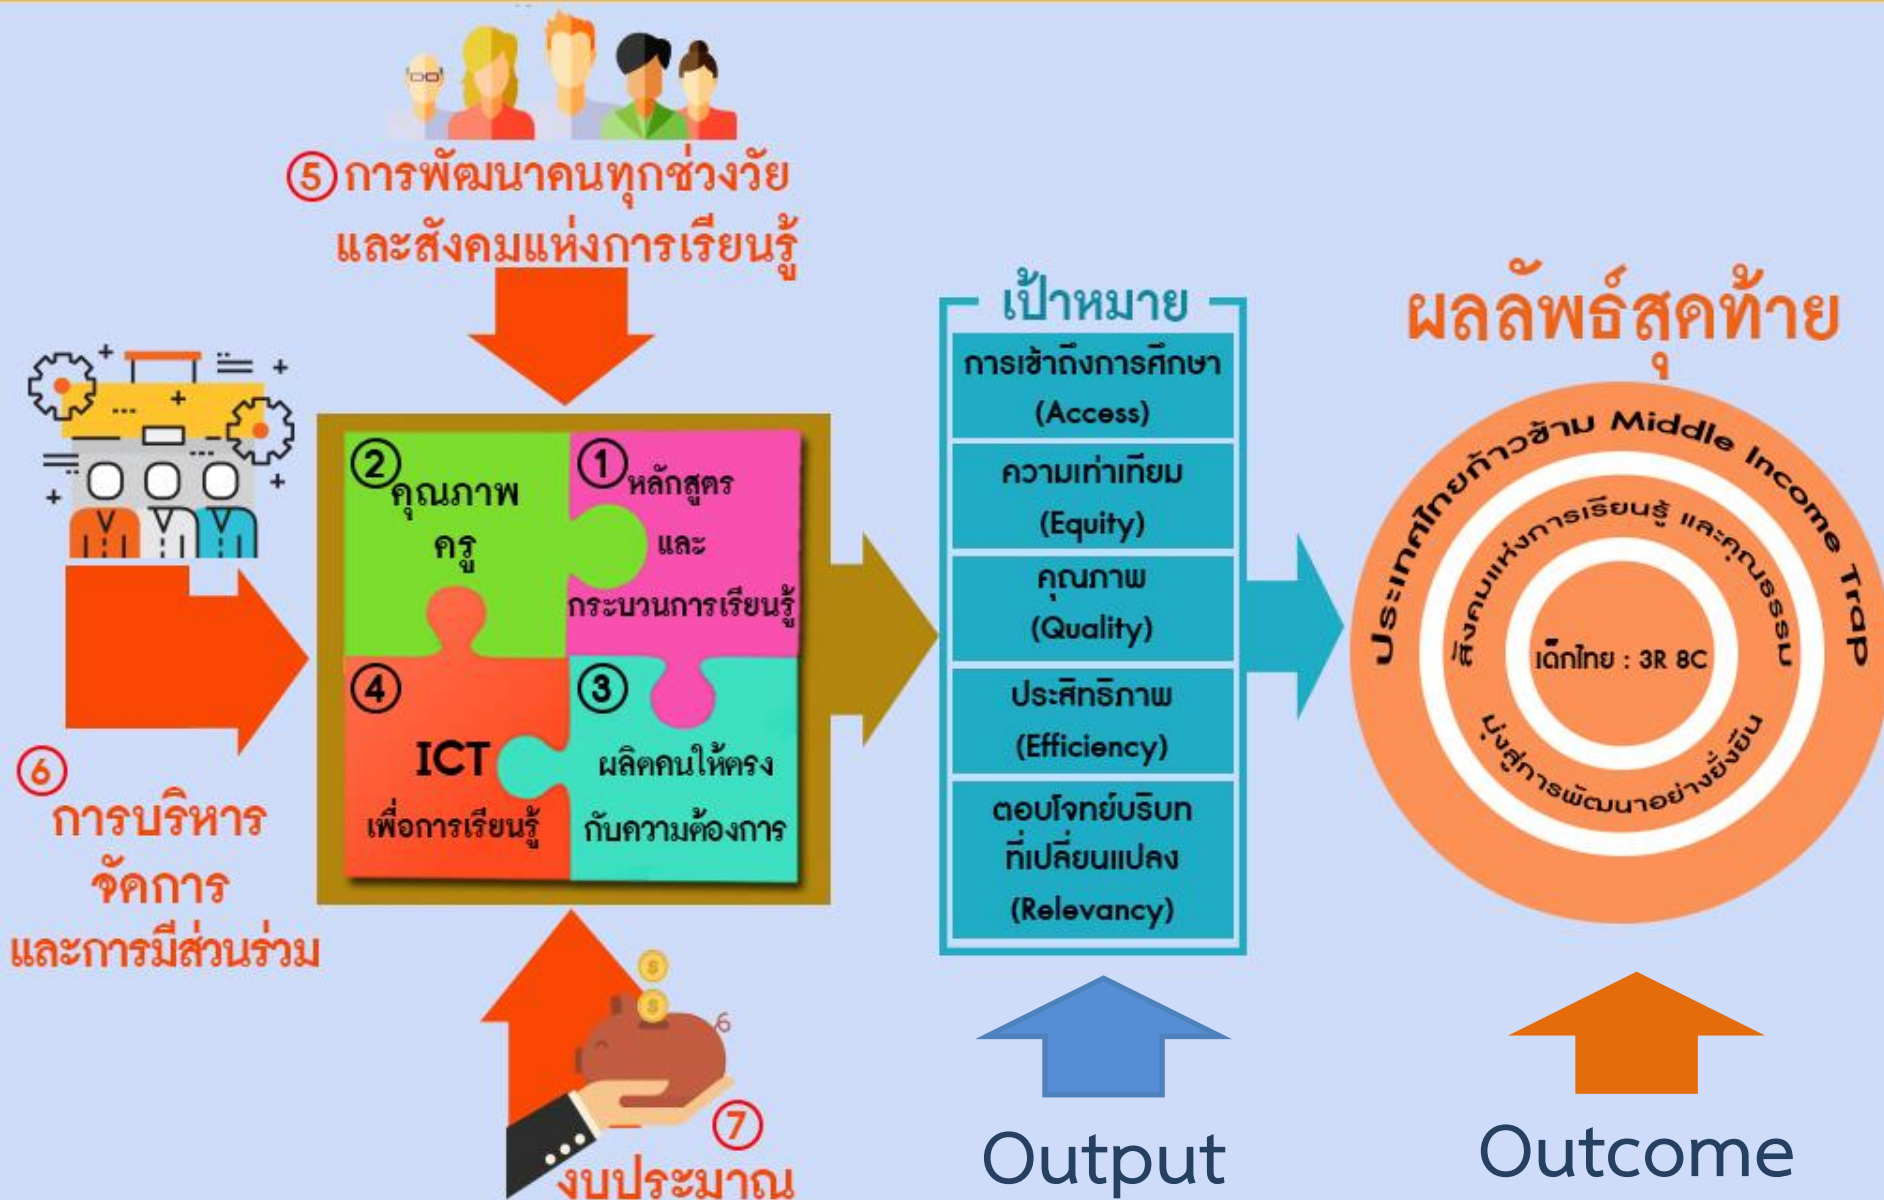 ⑤ การพัฒนาคนทุกช่วงวัย
และสังคมแห่งการเรียนรู้
⑥
การบริหาร
จัดการ
และการมีส่วนร่วม
②
คุณภาพ
ครู
①
หลักสูตร
และ
กระบวนการเรียนรู้
④
ICT
เพื่อการเรียนรู้
③
ผลิตคนให้ตรง
กับความต้องการ
⑦
งบประมาณ
เป้าหมาย
การเข้าถึงการศึกษา
(Access)
ความเท่าเทียม
(Equity)
คุณภาพ
(Quality)
ประสิทธิภาพ
(Efficiency)
ตอบโจทย์บริบท
ที่เปลี่ยนแปลง
(Relevancy)
Output
ผลลัพธ์สุดท้าย
ประเทศไทยก้าวข้าม Middle Income Trap
สังคมแห่งการเรียนรู้ และคุณธรรม
เด็กไทย : 3R 8C
มุ่งสู่การพัฒนาอย่างยั่งยืน
Outcome